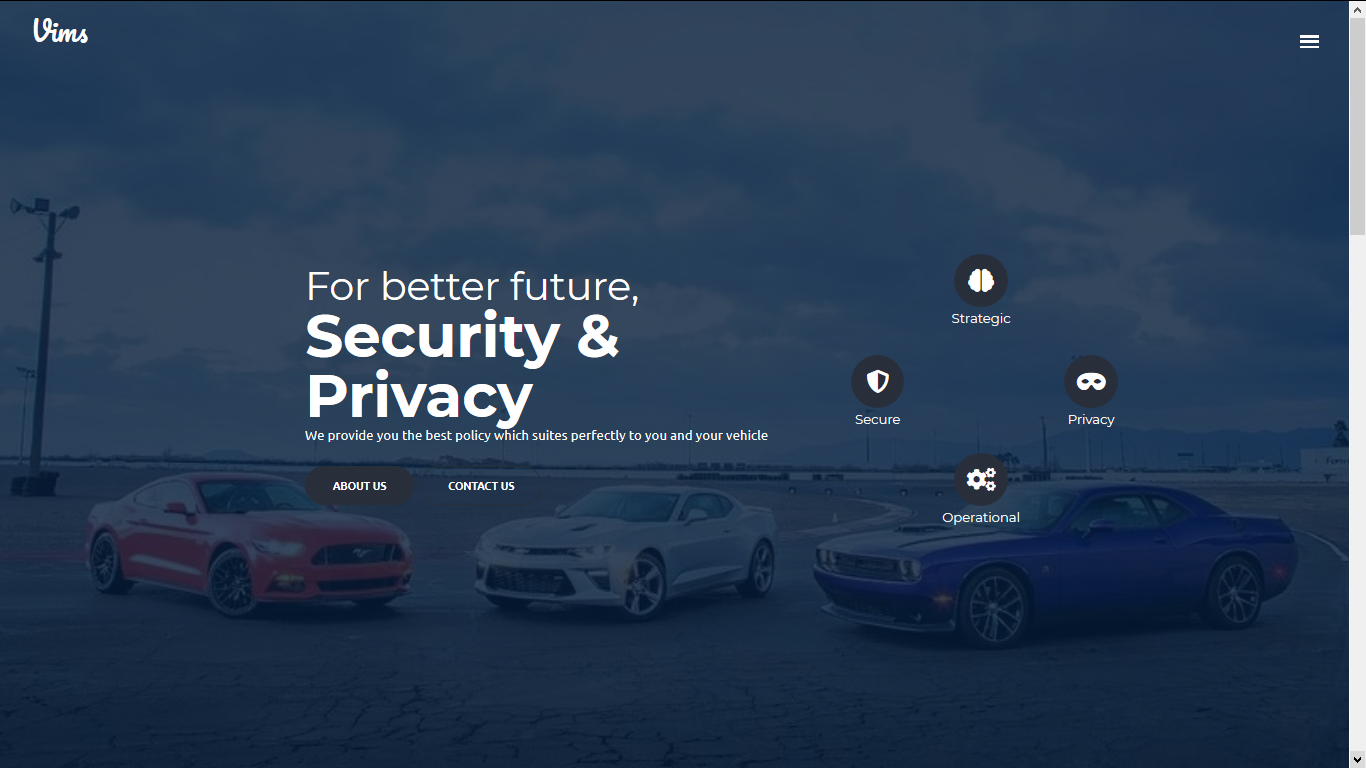 Vims
For better future,
Security &
Privacy
We provide you the best policy which suites perfectly to you and your vehicle
ABOUT US
CONTACT US
Strategic
Secure
Privacy
Operational